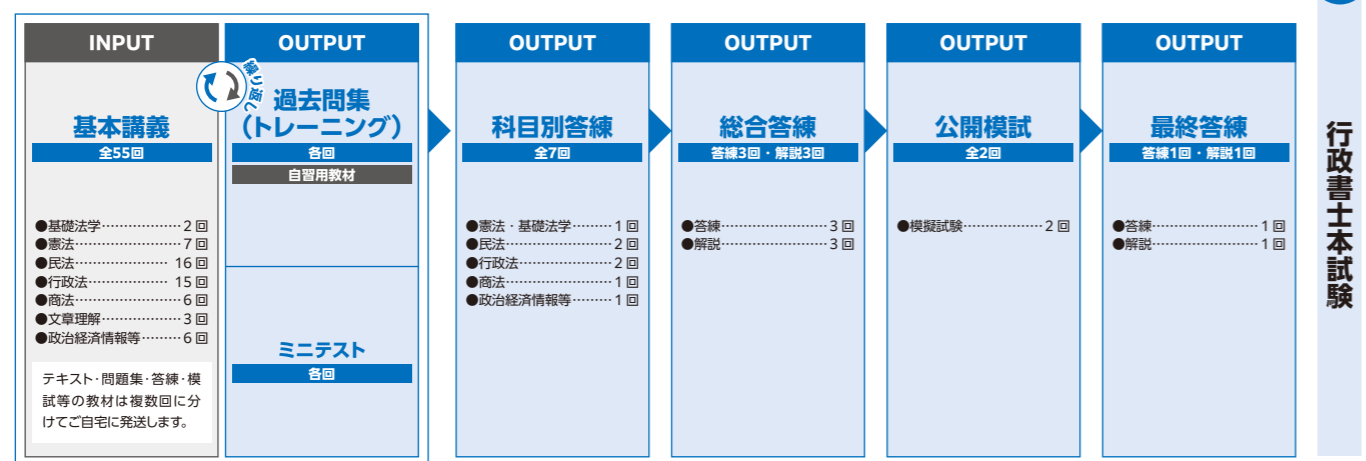 INPUT
基本講義
全55回
●基礎法学………………2回
●憲法……………………7回
●民法…………………16回
●行政法………………15回
●商法……………………6回
●文章理解………………3回
●政治経済情報等………6回
テキスト・問題集・答練・模
試等の教材は複数回に分
けてご自宅に発送します。
繰り返し
OUTPUT
過去問集
（トレーニング）
各回
自習用教材
ミニテスト
各回
OUTPUT
科目別答練
全7回
●憲法・基礎法学………1回
●民法……………………2回
●行政法…………………2回
●商法……………………1回
●政治経済情報等………1回
OUTPUT
総合答練
答練3回・解説3回
●答練……………………3回
●解説……………………3回
OUTPUT
公開模試
全2回
●模擬試験………………2回
OUTPUT
最終答練
答練1回・解説1回
●答練……………………1回
●解説……………………1回
行政書士本試験